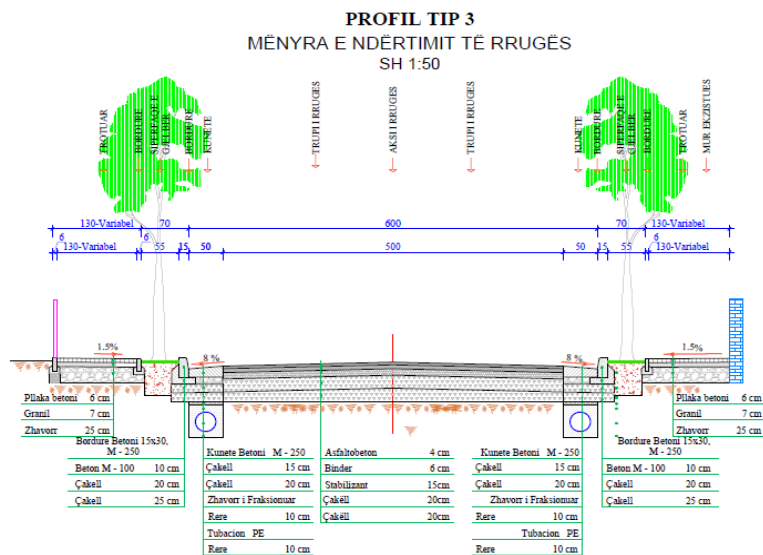 PROFIL TIP 3
MËNYRA E NDËRTIMIT TË RRUGËS
SH 1:50
TROTUAR
BORDURE
SIPERFAQE E GJELBER
BORDURE
KUNETE
TRUPI I RRUGES
AKSI I RRUGES
TRUPI I RRUGES
KUNETE
BORDURE
SIPERFAQE E GJELBER
BORDURE
TROTUAR
MUR EKZISTUES
130-Variabel 70 600 70 130-Variabel
6 6 6
130-Variabel 55 15 50 500 50 15 55 130-Variabel
1.5% 8 % 8 % 1.5%
Pllaka betoni 6 cm
Granil 7 cm
Zhavorr 25 cm
Bordure Betoni 15x30,
M - 250
Beton M - 100 10 cm
Çakell 20 cm
Çakell 25 cm
Kunete Betoni M - 250
Çakell 15 cm
Çakell 20 cm
Zhavorri i Fraksionuar
Rere 10 cm
Tubacion PE
Rere 10 cm
Asfaltobeton 4 cm
Binder 6 cm
Stabilizant 15cm
Çakëll 20cm
Çakëll 20cm
Kunete Betoni M - 250
Çakell 15 cm
Çakell 20 cm
Zhavorri i Fraksionuar
Rere 10 cm
Tubacion PE
Rere 10 cm
Bordure Betoni 15x30,
M - 250
Beton M - 100 10 cm
Çakell 20 cm
Çakell 25 cm
Pllaka betoni 6 cm
Granil 7 cm
Zhavorr 25 cm